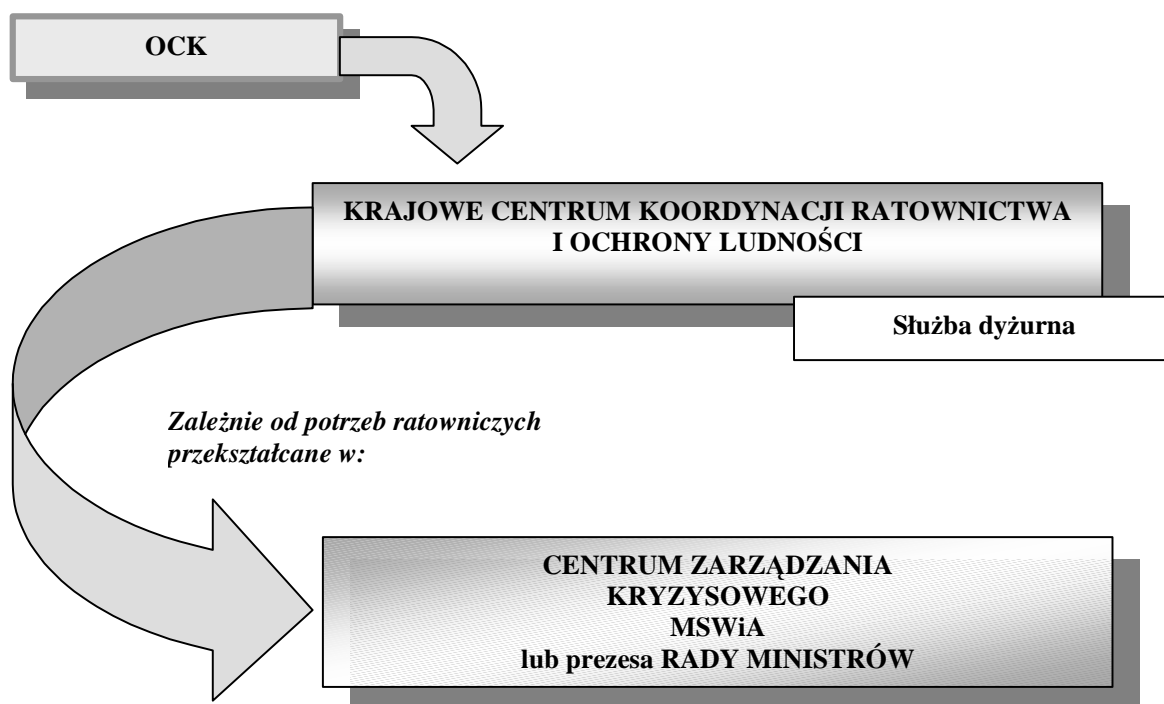 OCK
KRAJOWE CENTRUM KOORDYNACJI RATOWNICTWA
I OCHRONY LUDNOŚCI
Służba dyżurna
Zależnie od potrzeb ratowniczych
przekształcane w:
CENTRUM ZARZĄDZANIA
KRYZYSOWEGO
MSWiA
lub prezesa RADY MINISTRÓW